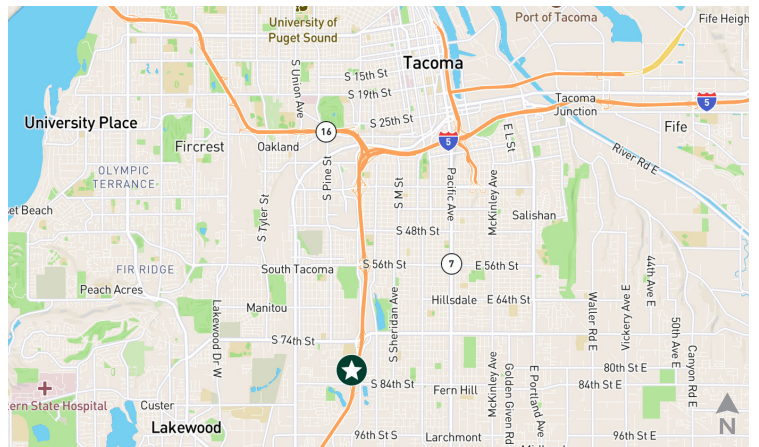 University of
Puget Sound
Port of Tacoma
Fife Heigh
Tacoma
S 15th St
S Union Ave
S 19th St
Tacoma
Junction
5
University Place
S 25th St
16
Fife
E L St
5
Fircrest
Oakland
River Rd E
OLYMPIC
TERRANCE
S Pine St
S M St
Pacific Ave
McKinley Ave
S Tyler St
et Beach
Salishan
S 48th St
FIR RIDGE
South Tacoma
S 56th St
7
E 56th St
44th Ave E
Peach Acres
Manitou
Hillsdale
E 64th St
Waller Rd E
Vickery Ave E
Lakewood Dr W
S Sheridan Ave
S 74th St
50th Ave E
Canyon Rd E
McKinley Ave
Golden Given Rd
E Portland Ave
80th St E
S 84th St
Fern Hill
84th St E
ern State Hospital
Custer
Lakewood
96th St S
Larchmont
96th St E
N